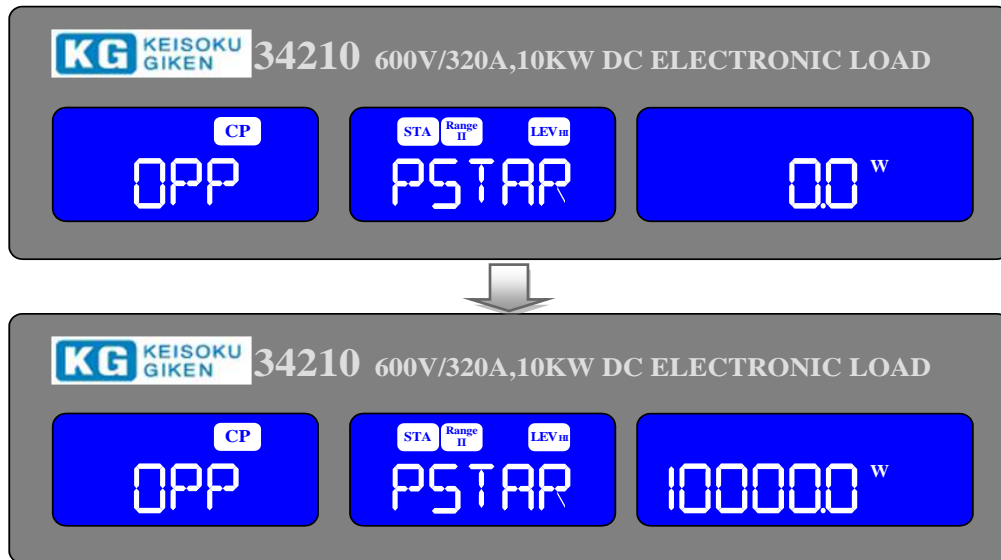 KG KEISOKU GIKEN 34210 600V/320A,10KW DC ELECTRONIC LOAD
CP STA Range II LEV HI
OPP PSTAR 0.0 W
KG KEISOKU GIKEN 34210 600V/320A,10KW DC ELECTRONIC LOAD
CP STA Range II LEV HI
OPP PSTAR 10000.0 W